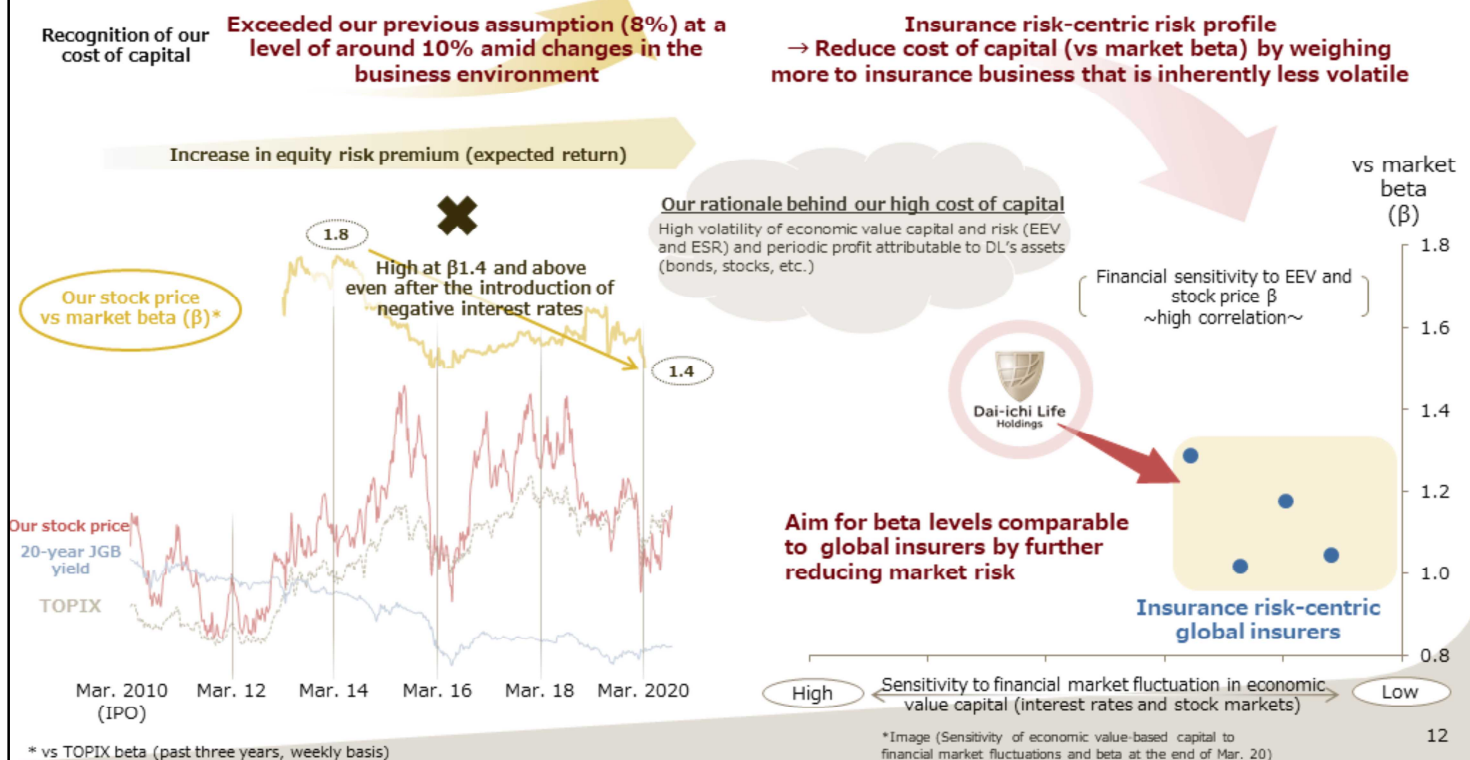 Recognition of our
cost of capital
Exceeded our previous assumption (8%) at a
level of around 10% amid changes in the
business environment
Insurance risk-centric risk profile
→ Reduce cost of capital (vs market beta) by weighing
more to insurance business that is inherently less volatile
Increase in equity risk premium (expected return)
1.8
High at β1.4 and above
even after the introduction of
negative interest rates
Our stock price
vs market beta (β)*
1.4
Our stock price
20-year JGB
yield
TOPIX
Mar. 2010
(IPO)
Mar. 12
Mar. 14
Mar. 16
Mar. 18
Mar. 2020
* vs TOPIX beta (past three years, weekly basis)
Our rationale behind our high cost of capital
High volatility of economic value capital and risk (EEV
and ESR) and periodic profit attributable to DL's assets
(bonds, stocks, etc.)
vs market
beta
(β)
Financial sensitivity to EEV and
stock price β
~high correlation~
Dai-ichi Life
Holdings
Aim for beta levels comparable
to global insurers by further
reducing market risk
Insurance risk-centric
global insurers
1.8
1.6
1.4
1.2
1.0
0.8
High
Sensitivity to financial market fluctuation in economic
value capital (interest rates and stock markets)
Low
*Image (Sensitivity of economic value-based capital to
financial market fluctuations and beta at the end of Mar. 20)
12